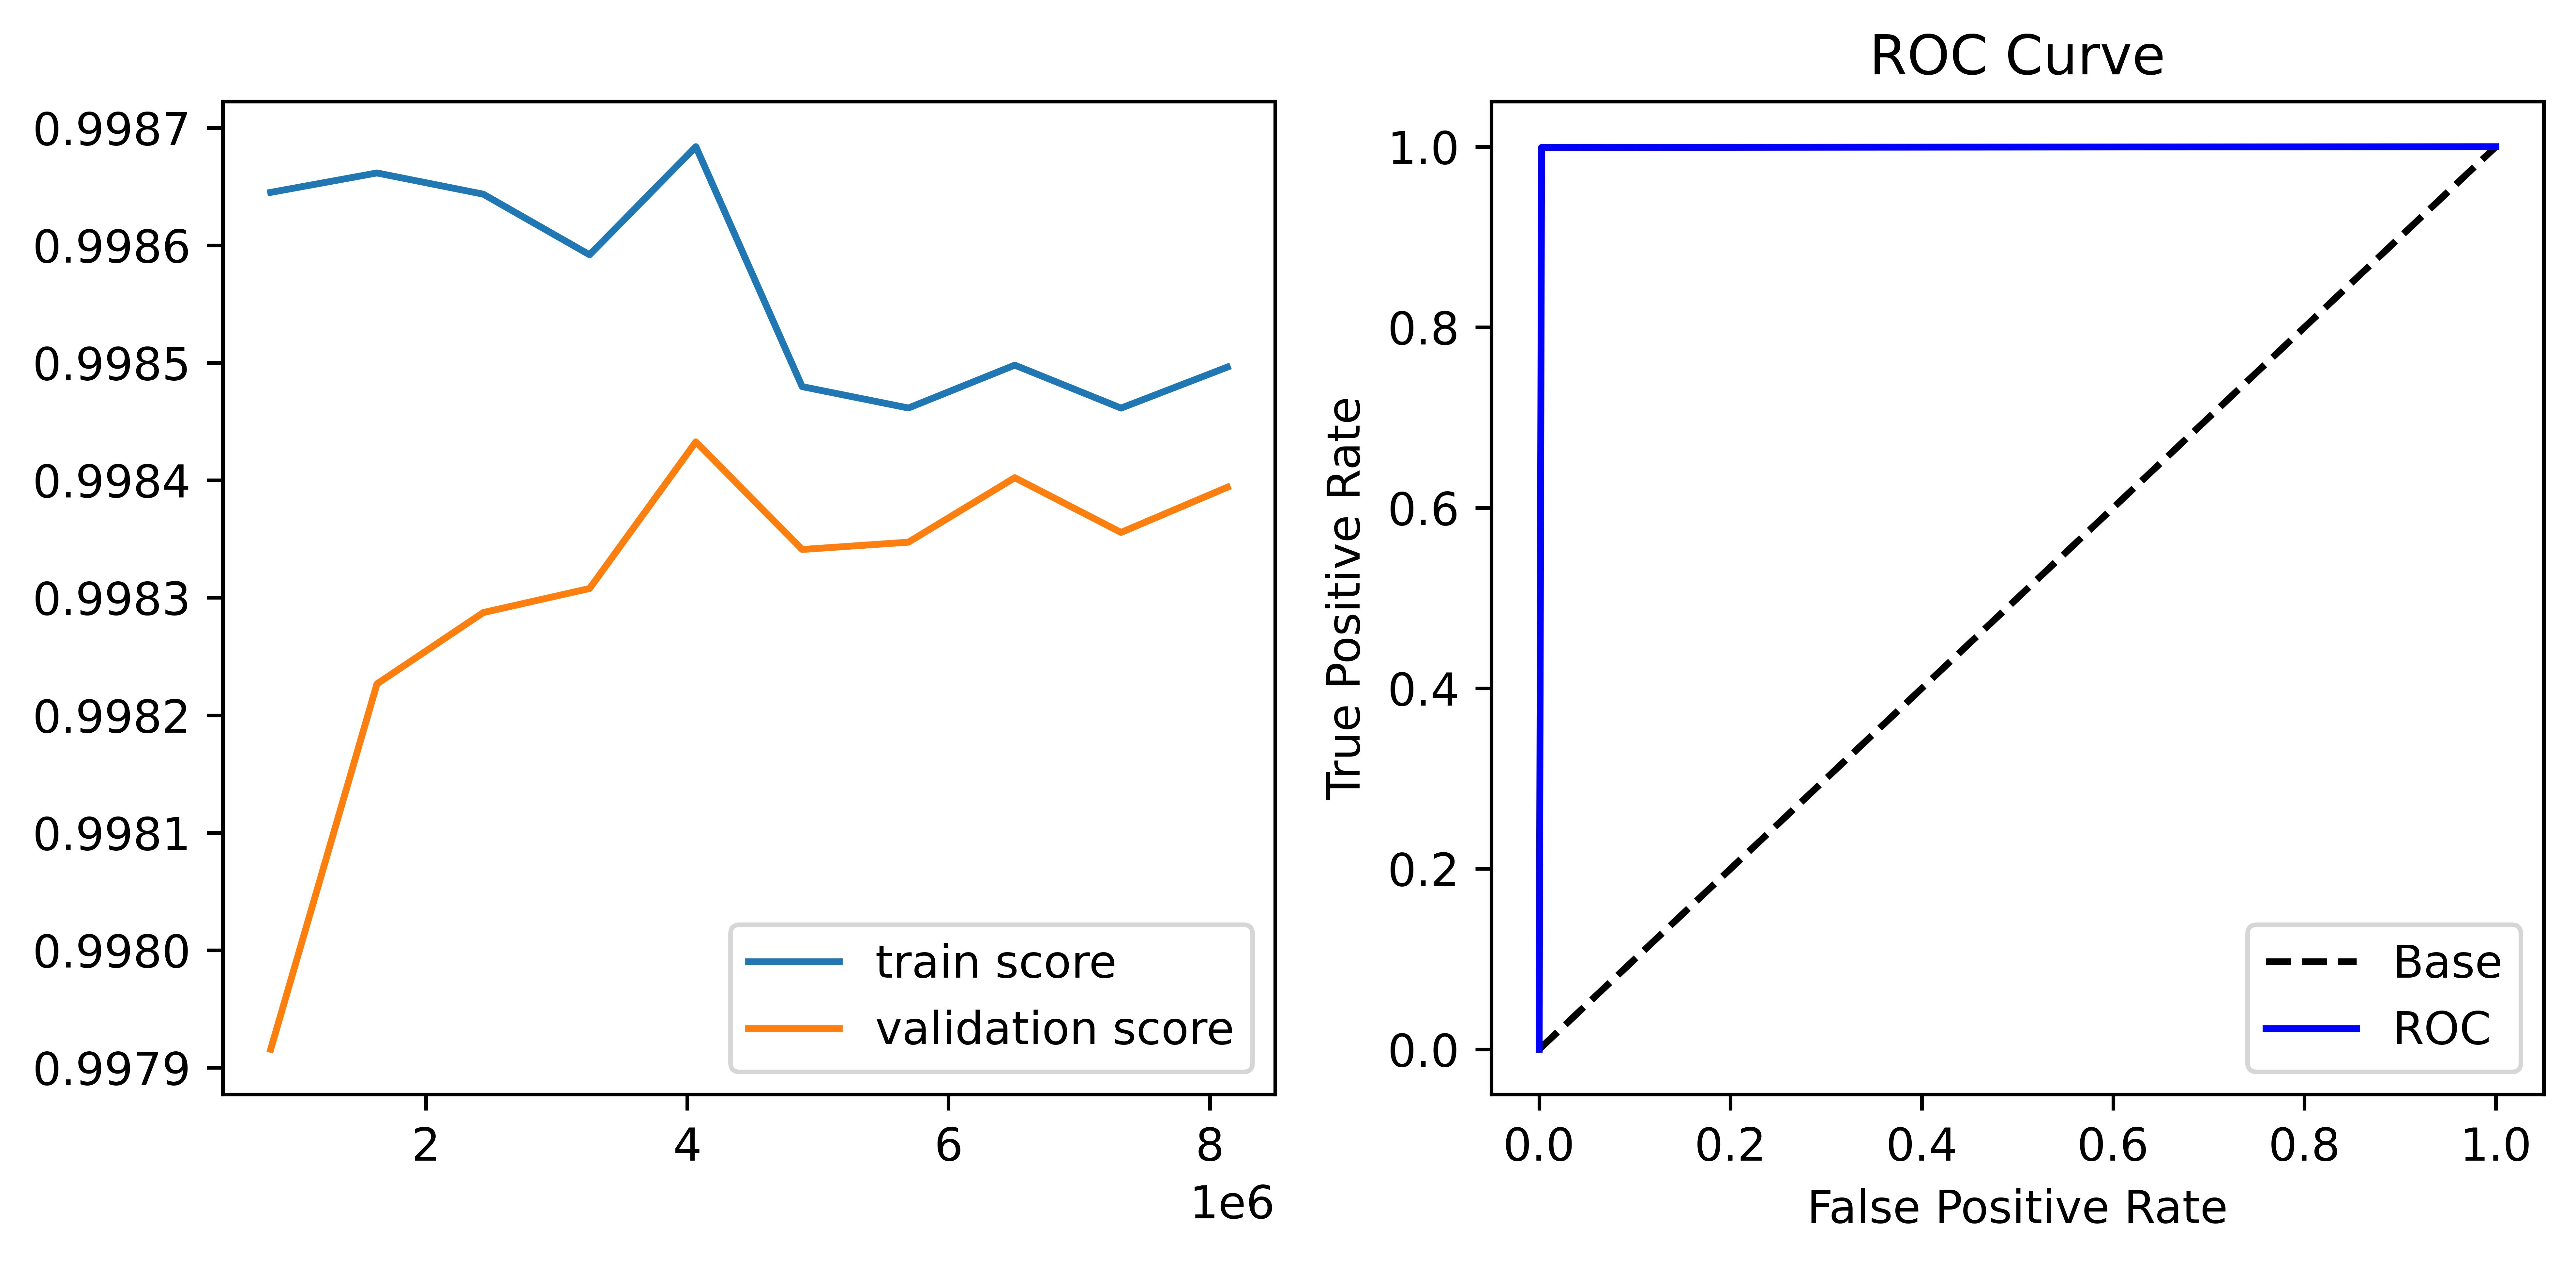 0.9987
0.9986
0.9985
0.9984
0.9983
0.9982
0.9981
0.9980
0.9979
2 4 6 8
1e6
train score
validation score
ROC Curve
True Positive Rate
1.0
0.8
0.6
0.4
0.2
0.0
0.0 0.2 0.4 0.6 0.8 1.0
False Positive Rate
Base
ROC